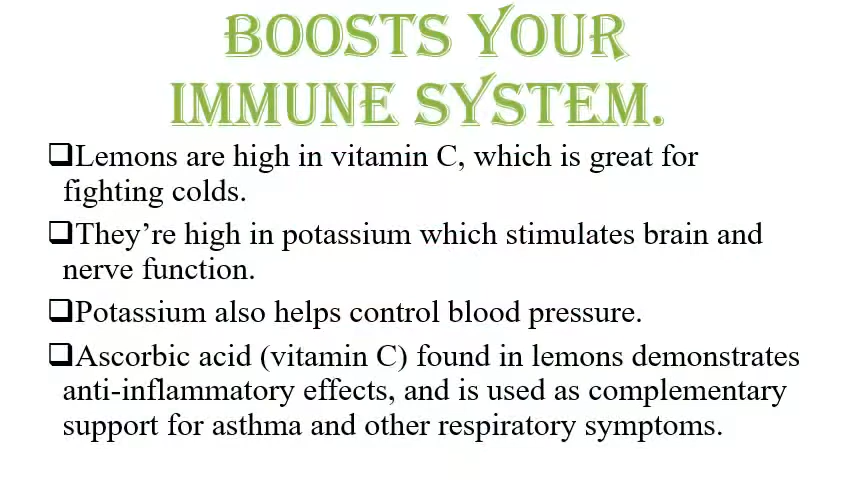 BOOSTS YOUR
IMMUNE SYSTEM.
❑Lemons are high in vitamin C, which is great for
fighting colds.
❑They’re high in potassium which stimulates brain and
nerve function.
❑Potassium also helps control blood pressure.
❑Ascorbic acid (vitamin C) found in lemons demonstrates
anti-inflammatory effects, and is used as complementary
support for asthma and other respiratory symptoms.